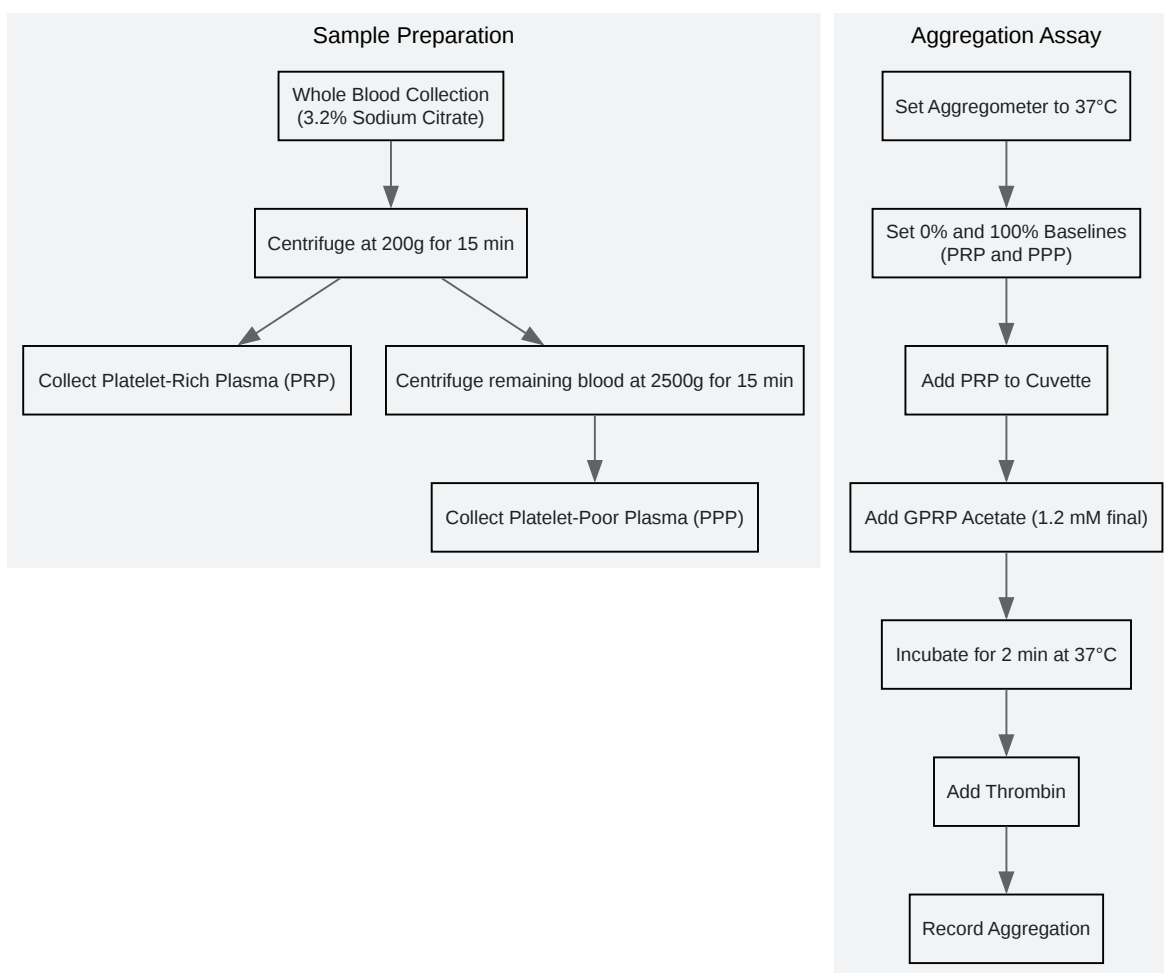 Sample Preparation
Whole Blood Collection
(3.2% Sodium Citrate)
Centrifuge at 200g for 15 min
Collect Platelet-Rich Plasma (PRP)
Centrifuge remaining blood at 2500g for 15 min
Collect Platelet-Poor Plasma (PPP)
Aggregation Assay
Set Aggregometer to 37°C
Set 0% and 100% Baselines
(PRP and PPP)
Add PRP to Cuvette
Add GPRP Acetate (1.2 mM final)
Incubate for 2 min at 37°C
Add Thrombin
Record Aggregation